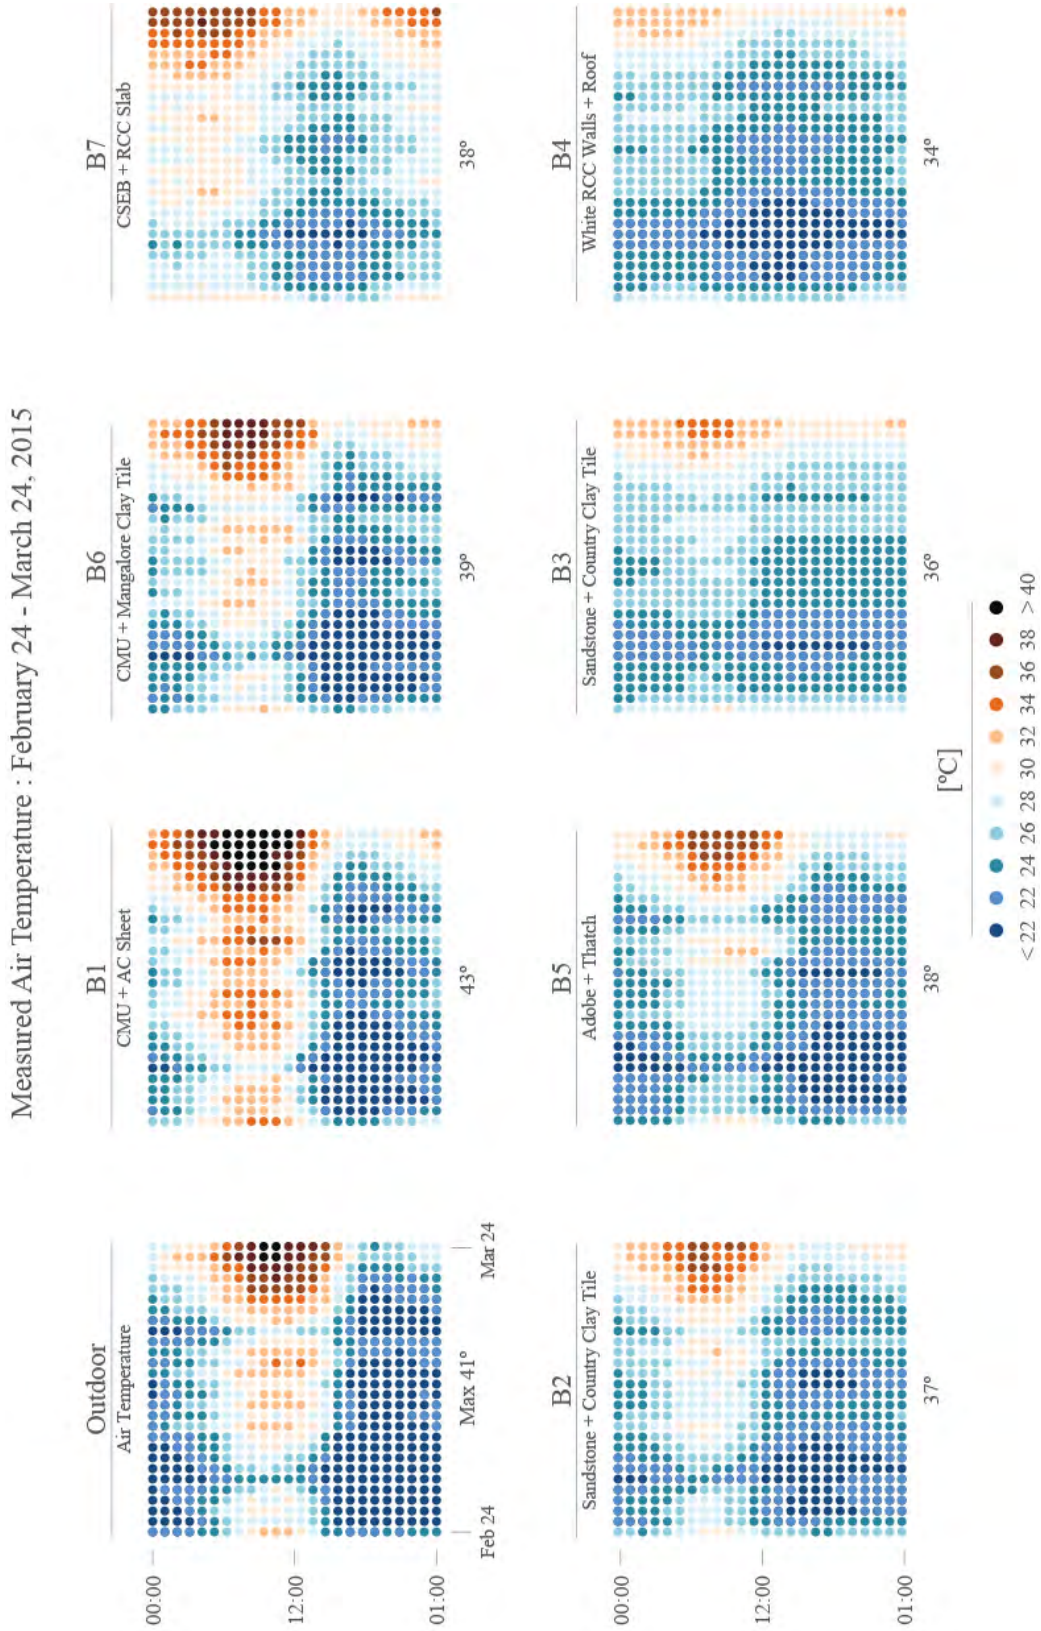 Measured Air Temperature : February 24 - March 24, 2015
Outdoor
Air Temperature
B1
CMU + AC Sheet
B6
CMU + Mangalore Clay Tile
B7
CSEB + RCC Slab
00:00
12:00
01:00
Feb 24
Max 41°
Mar 24
43°
39°
38°
B2
Sandstone + Country Clay Tile
B5
Adobe + Thatch
B3
Sandstone + Country Clay Tile
B4
White RCC Walls + Roof
00:00
12:00
01:00
37°
38°
36°
34°
[°C]
< 22 22 24 26 28 30 32 34 36 38 > 40